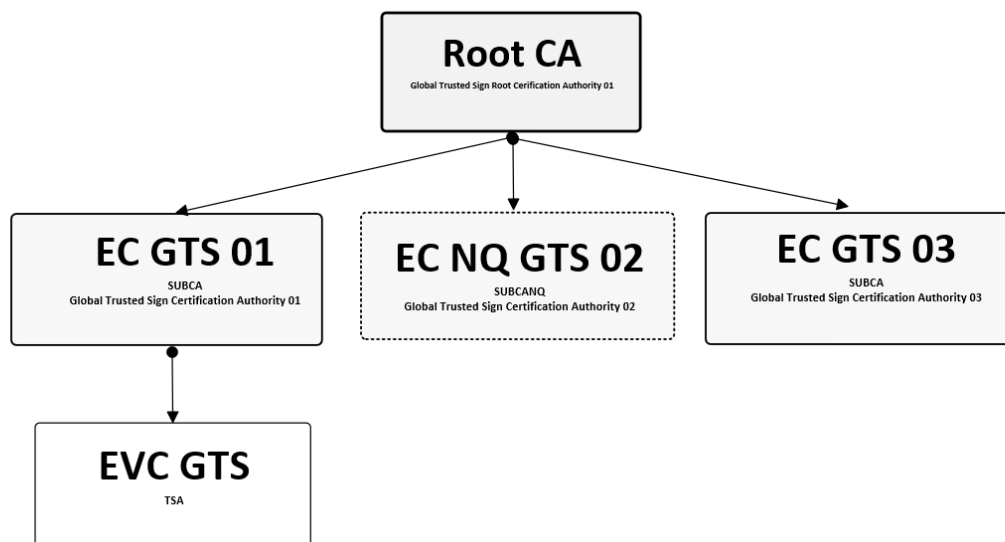 Root CA
Global Trusted Sign Root Cerification Authority 01
EC GTS 01
SUBCA
Global Trusted Sign Certification Authority 01
EC NQ GTS 02
SUBCANQ
Global Trusted Sign Certification Authority 02
EC GTS 03
SUBCA
Global Trusted Sign Certification Authority 03
EVC GTS
TSA